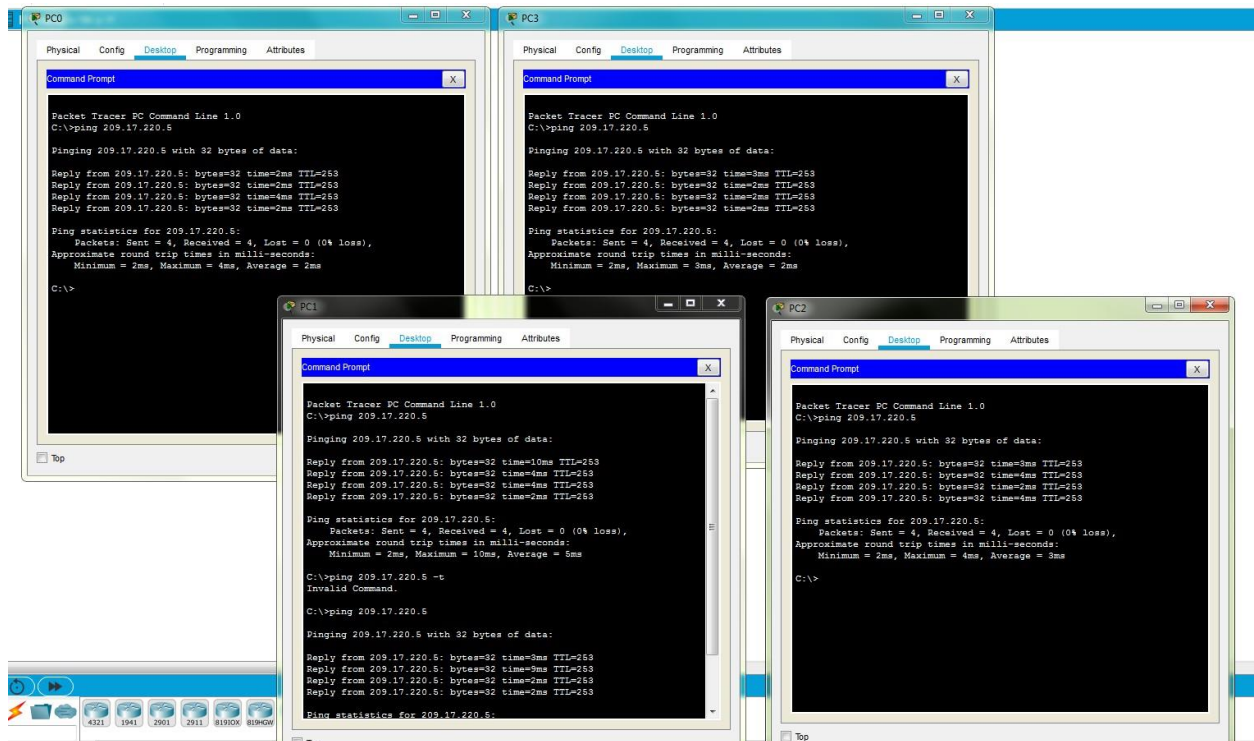 PC0
Physical Config Desktop Programming Attributes
Command Prompt
X
Packet Tracer PC Command Line 1.0
C:\>ping 209.17.220.5
Pinging 209.17.220.5 with 32 bytes of data:
Reply from 209.17.220.5: bytes=32 time=2ms TTL=253
Reply from 209.17.220.5: bytes=32 time=2ms TTL=253
Reply from 209.17.220.5: bytes=32 time=4ms TTL=253
Reply from 209.17.220.5: bytes=32 time=2ms TTL=253
Ping statistics for 209.17.220.5:
Packets: Sent = 4, Received = 4, Lost = 0 (0% loss),
Approximate round trip times in milli-seconds:
Minimum = 2ms, Maximum = 4ms, Average = 2ms
C:\>
Top
PC3
Physical Config Desktop Programming Attributes
Command Prompt
Packet Tracer PC Command Line 1.0
C:\>ping 209.17.220.5
Pinging 209.17.220.5 with 32 bytes of data:
Reply from 209.17.220.5: bytes=32 time=3ms TTL=253
Reply from 209.17.220.5: bytes=32 time=2ms TTL=253
Reply from 209.17.220.5: bytes=32 time=2ms TTL=253
Reply from 209.17.220.5: bytes=32 time=2ms TTL=253
Ping statistics for 209.17.220.5:
Packets: Sent = 4, Received = 4, Lost = 0 (0% loss),
Approximate round trip times in milli-seconds:
Minimum = 2ms, Maximum = 3ms, Average = 2ms
C:\>
X
PC1
Physical Config Desktop Programming Attributes
Command Prompt
X
Packet Tracer PC Command Line 1.0
C:\>ping 209.17.220.5
Pinging 209.17.220.5 with 32 bytes of data:
Reply from 209.17.220.5: bytes=32 time=10ms TTL=253
Reply from 209.17.220.5: bytes=32 time=4ms TTL=253
Reply from 209.17.220.5: bytes=32 time=4ms TTL=253
Reply from 209.17.220.5: bytes=32 time=2ms TTL=253
Ping statistics for 209.17.220.5:
Packets: Sent = 4, Received = 4, Lost = 0 (0% loss),
Approximate round trip times in milli-seconds:
Minimum = 2ms, Maximum = 10ms, Average = 5ms
C:\>ping 209.17.220.5 -t
Invalid Command.
C:\>ping 209.17.220.5
Pinging 209.17.220.5 with 32 bytes of data:
Reply from 209.17.220.5: bytes=32 time=3ms TTL=253
Reply from 209.17.220.5: bytes=32 time=9ms TTL=253
Reply from 209.17.220.5: bytes=32 time=2ms TTL=253
Reply from 209.17.220.5: bytes=32 time=2ms TTL=253
Ping statistics for 209.17.220.5:
PC2
Physical Config Desktop Programming Attributes
Command Prompt
X
Packet Tracer PC Command Line 1.0
C:\>ping 209.17.220.5
Pinging 209.17.220.5 with 32 bytes of data:
Reply from 209.17.220.5: bytes=32 time=3ms TTL=253
Reply from 209.17.220.5: bytes=32 time=4ms TTL=253
Reply from 209.17.220.5: bytes=32 time=2ms TTL=253
Reply from 209.17.220.5: bytes=32 time=4ms TTL=253
Ping statistics for 209.17.220.5:
Packets: Sent = 4, Received = 4, Lost = 0 (0% loss),
Approximate round trip times in milli-seconds:
Minimum = 2ms, Maximum = 4ms, Average = 3ms
C:\>
Top
4321 1941 2901 2911 819IOX 819HGW